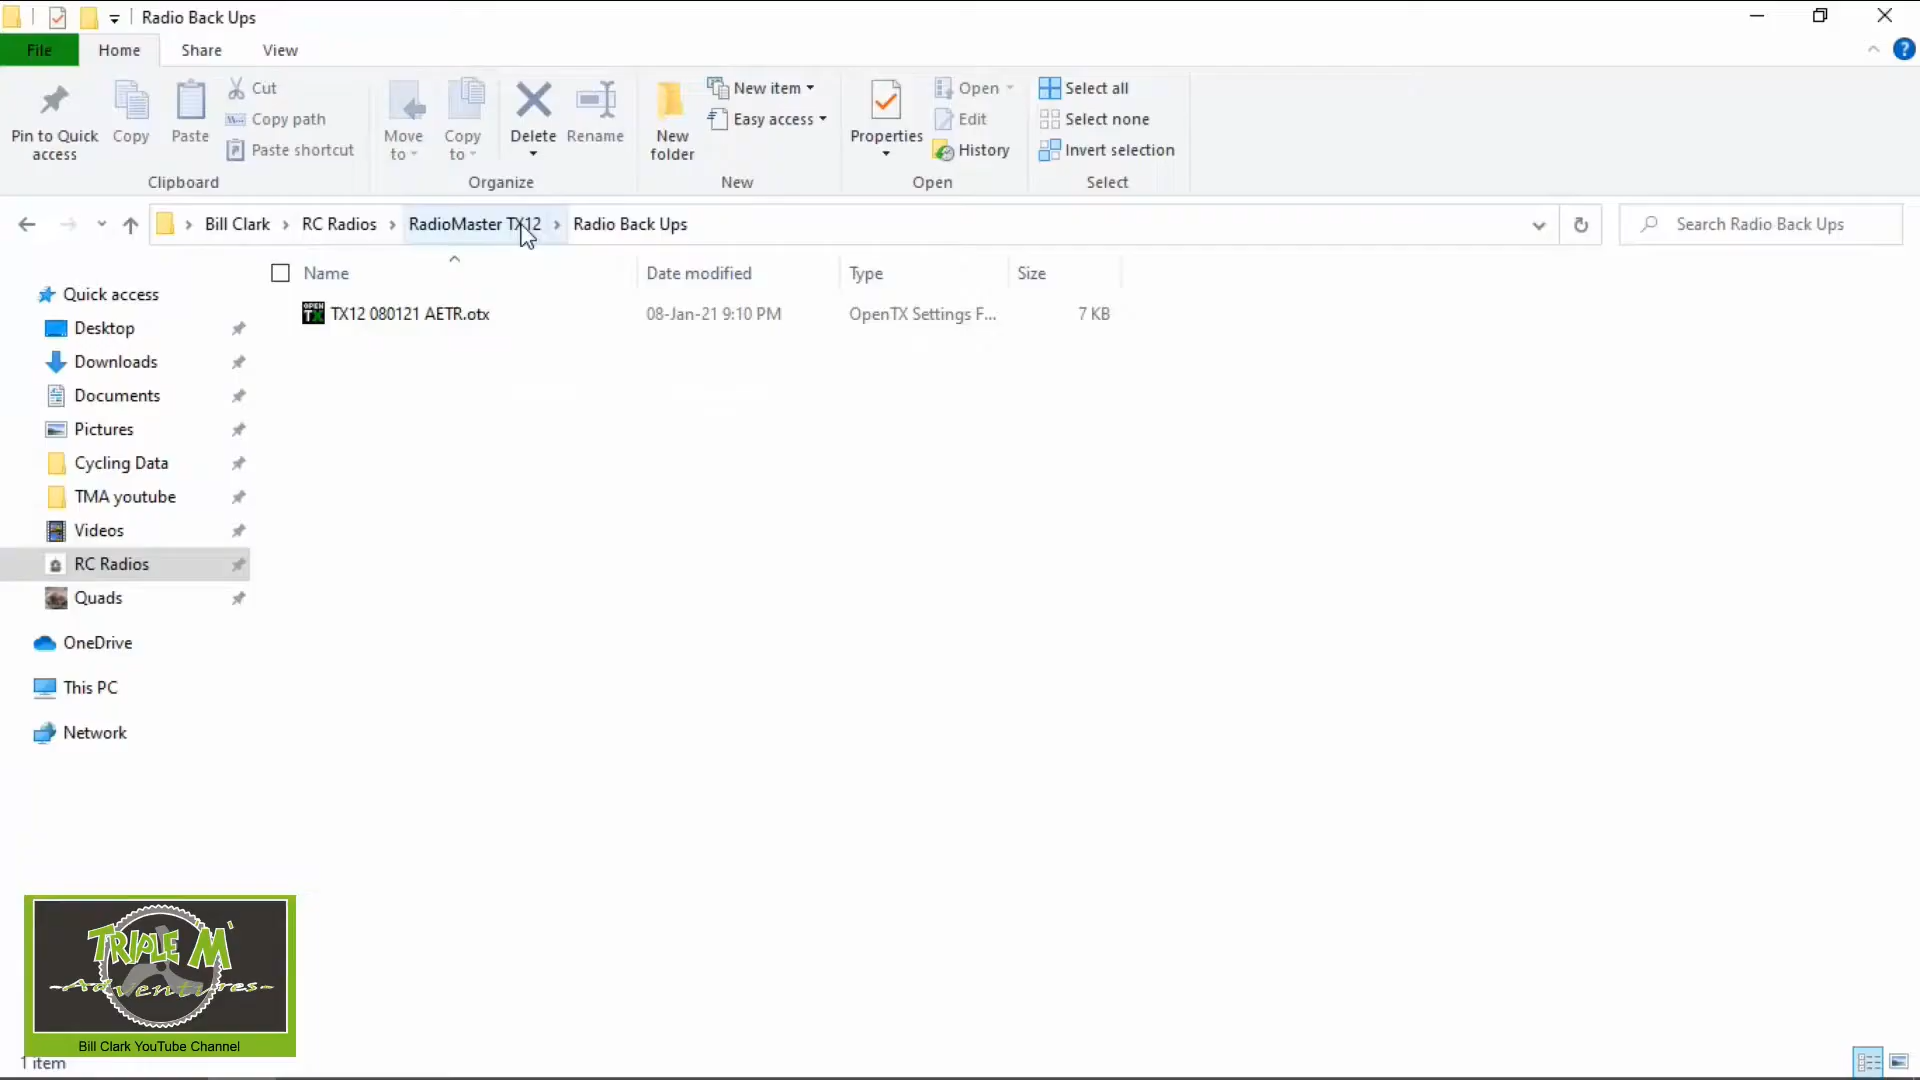 Radio Back Ups
File Home Share View
Pin to Quick access
Copy
Paste
Cut
Copy path
Paste shortcut
Clipboard
Move to
Copy to
Delete
Rename
Organize
New folder
New item
Easy access
New
Properties
Open
Edit
History
Open
Select all
Select none
Invert selection
Select
Bill Clark > RC Radios > RadioMaster TX12 > Radio Back Ups
Search Radio Back Ups
Name Date modified Type Size
TX12 080121 AETR.otx 08-Jan-21 9:10 PM OpenTX Settings F... 7 KB
Quick access
Desktop
Downloads
Documents
Pictures
Cycling Data
TMA youtube
Videos
RC Radios
Quads
OneDrive
This PC
Network
TRIPLE M'
-Adventures-
Bill Clark YouTube Channel
1 item